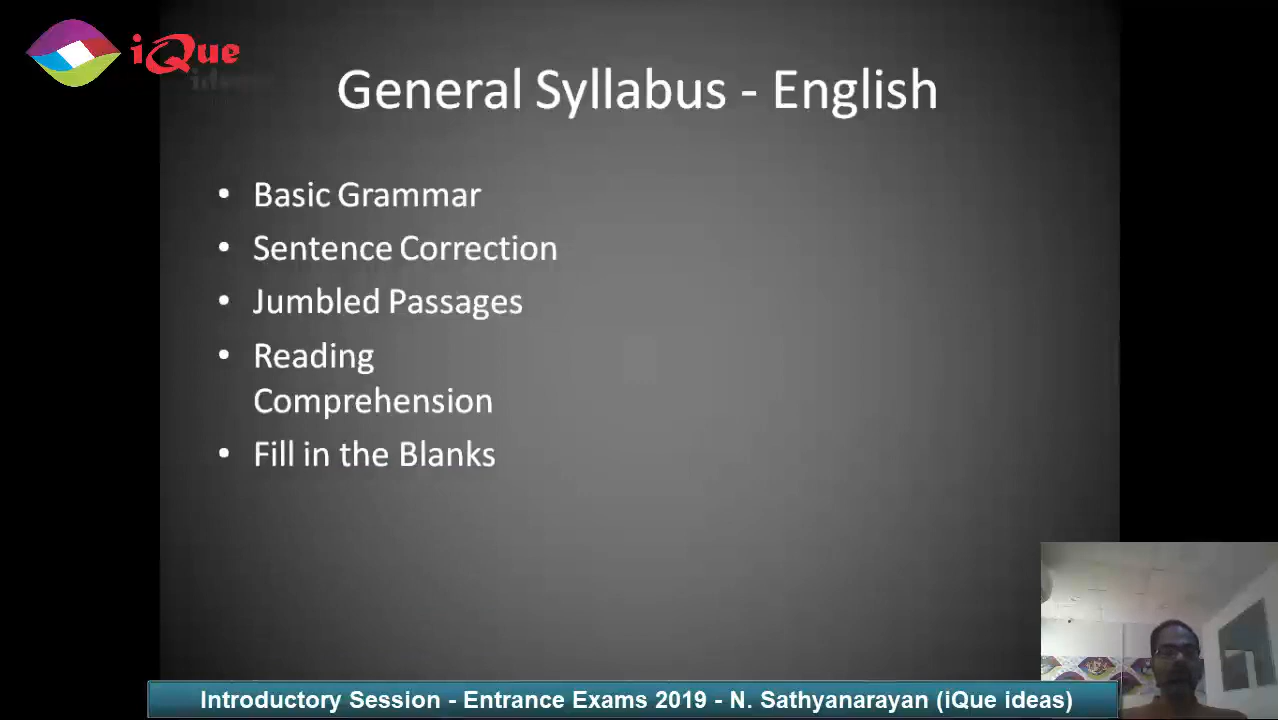 iQue
ideas
General Syllabus - English
• Basic Grammar
• Sentence Correction
• Jumbled Passages
• Reading
Comprehension
• Fill in the Blanks
Introductory Session - Entrance Exams 2019 - N. Sathyanarayan (iQue ideas)